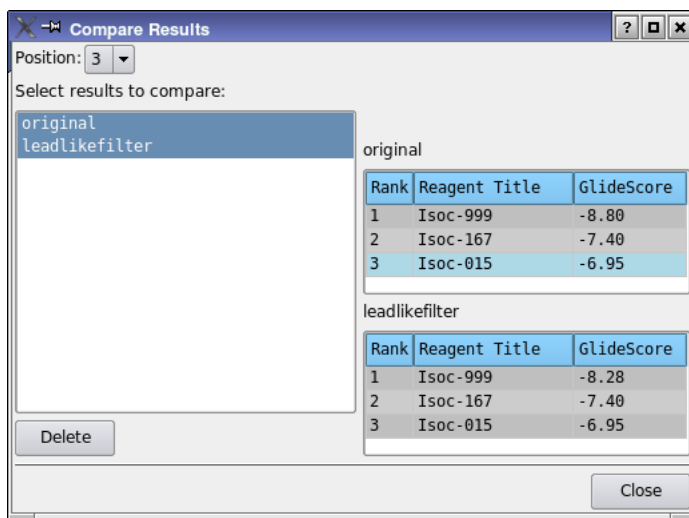 Compare Results
?
Position: 3
Select results to compare:
original
leadlikefilter
original
Rank Reagent Title GlideScore
1 Isoc-999 -8.80
2 Isoc-167 -7.40
3 Isoc-015 -6.95
leadlikefilter
Rank Reagent Title GlideScore
1 Isoc-999 -8.28
2 Isoc-167 -7.40
3 Isoc-015 -6.95
Delete
Close